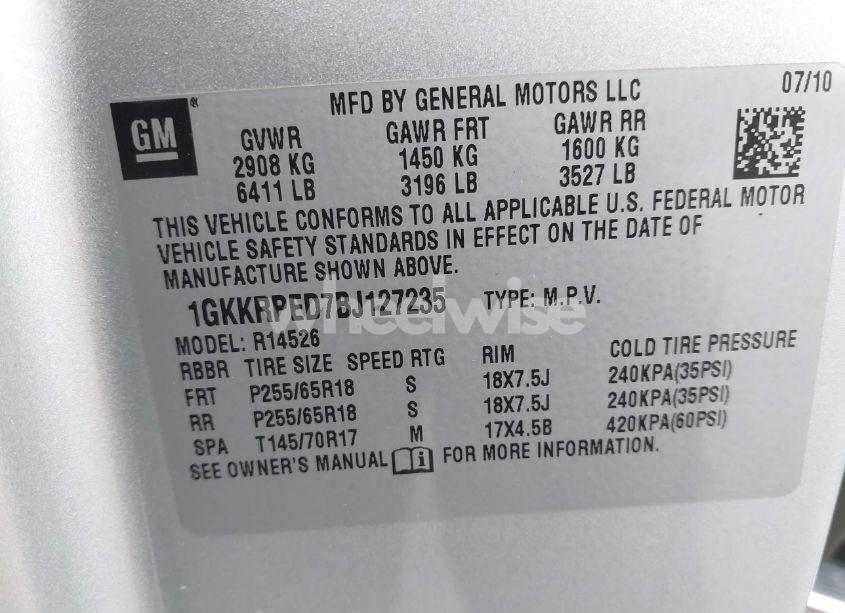 07/10
GM® MFD BY GENERAL MOTORS LLC
GVWR GAWR FRT GAWR RR
2908 KG 1450 KG 1600 KG
6411 LB 3196 LB 3527 LB
THIS VEHICLE CONFORMS TO ALL APPLICABLE U.S. FEDERAL MOTOR
VEHICLE SAFETY STANDARDS IN EFFECT ON THE DATE OF
MANUFACTURE SHOWN ABOVE.
1GKKRPED7BJ127235 TYPE: M.P.V.
wheelwise
MODEL: R14526
RBBR TIRE SIZE SPEED RTG RIM COLD TIRE PRESSURE
FRT P255/65R18 S 18X7.5J 240KPA(35PSI)
RR P255/65R18 S 18X7.5J 240KPA(35PSI)
SPA T145/70R17 M 17X4.5B 420KPA(60PSI)
SEE OWNER'S MANUAL i FOR MORE INFORMATION.